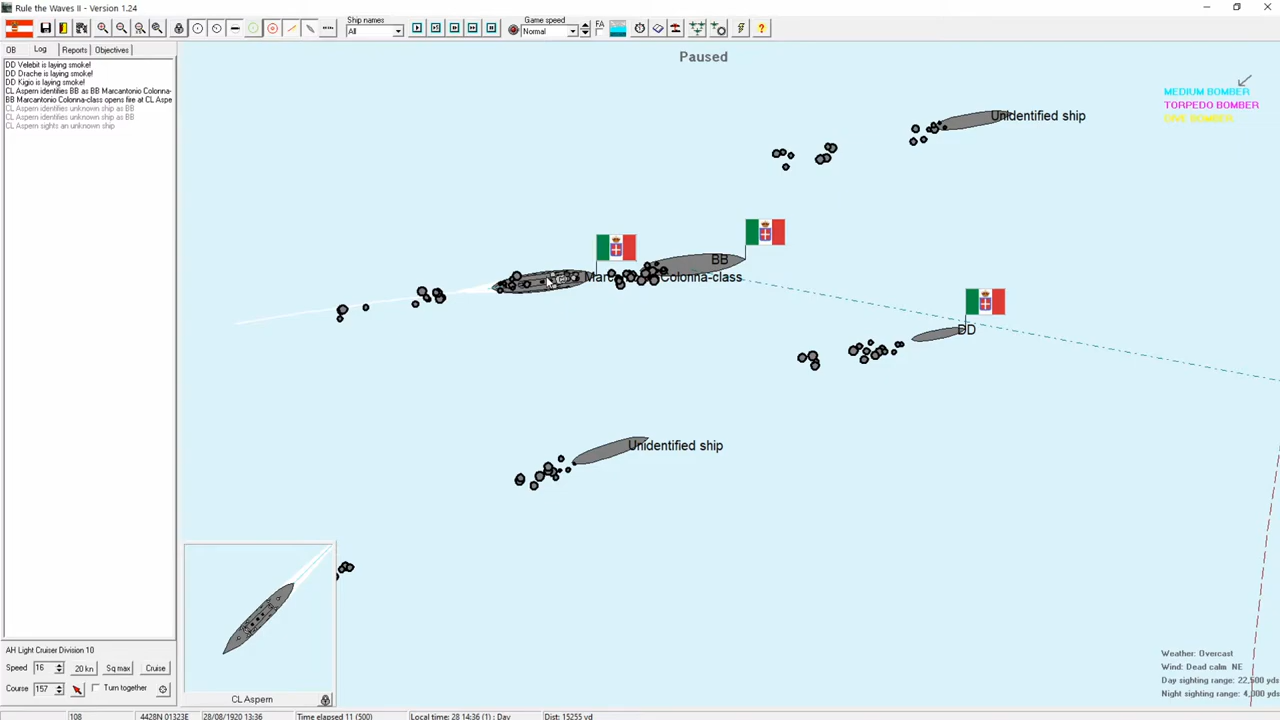 Rule the Waves II - Version 1.24
Ship names
All
Game speed
Normal
FA
OB Log Reports Objectives
Paused
DD Velebit is laying smoke!
DD Drache is laying smoke!
DD Kigio is laying smoke!
CL Aspern identifies BB as BB Marcantonio Colonna-
BB Marcantonio Colonna-class opens fire at CL Aspe
CL Aspern identifies unknown ship as BB
CL Aspern identifies unknown ship as BB
CL Aspern sights an unknown ship
MEDIUM BOMBER
TORPEDO BOMBER
DIVE BOMBER
Unidentified ship
BB
Colonna-class
DD
Unidentified ship
AH Light Cruiser Division 10
Speed 16 20 kn Sq max Cruise
Course 157 Turn together
CL Aspern
Weather: Overcast
Wind: Dead calm NE
Day sighting range: 22,500 yds
Night sighting range: 4,000 yds
108 4428N 01323E 28/08/1920 13:36 Time elapsed 11 (500) Local time: 28 14:36 (1) : Day Dist: 15255 yd